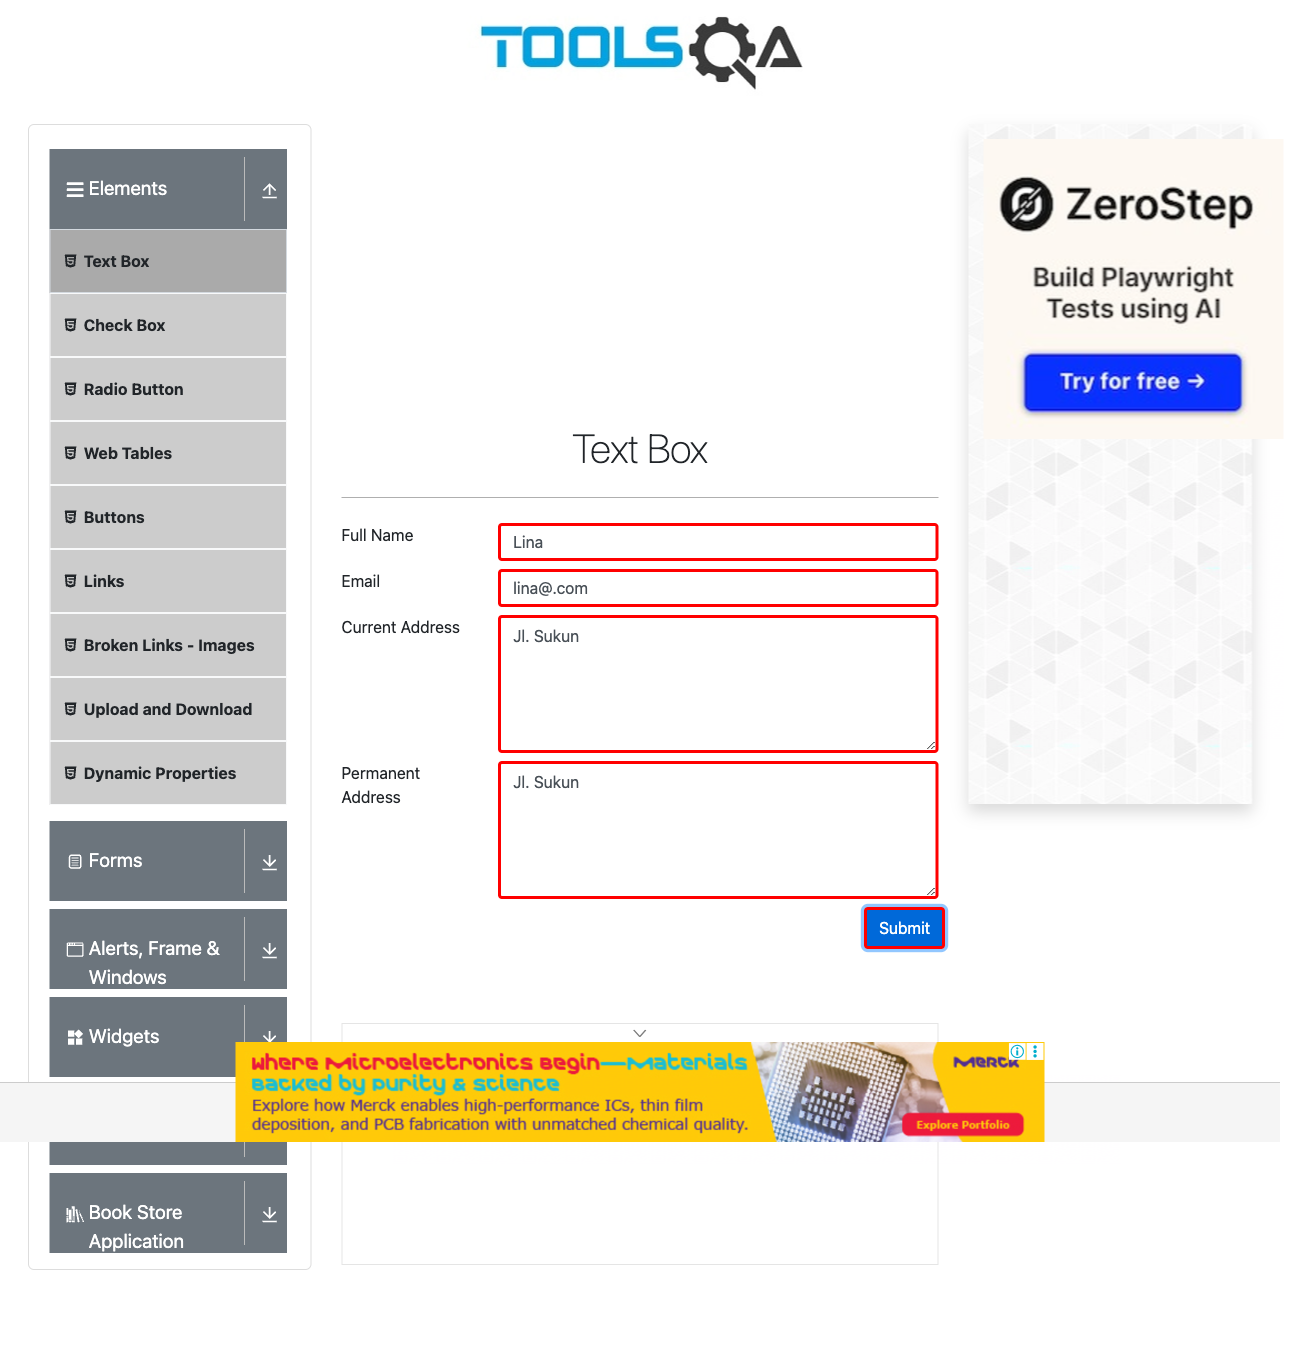 TOOLSQA
Elements
Text Box
Check Box
Radio Button
Web Tables
Buttons
Links
Broken Links - Images
Upload and Download
Dynamic Properties
Forms
Alerts, Frame &
Windows
Widgets
Book Store
Application
Text Box
Full Name
Lina
Email
lina@.com
Current Address
Jl. Sukun
Permanent
Address
Jl. Sukun
Submit
ZeroStep
Build Playwright
Tests using AI
Try for free →
Where Microelectronics Begin—Materials
Backed by Purity & Science
Explore how Merck enables high-performance ICs, thin film
deposition, and PCB fabrication with unmatched chemical quality.
Merck
Explore Portfolio